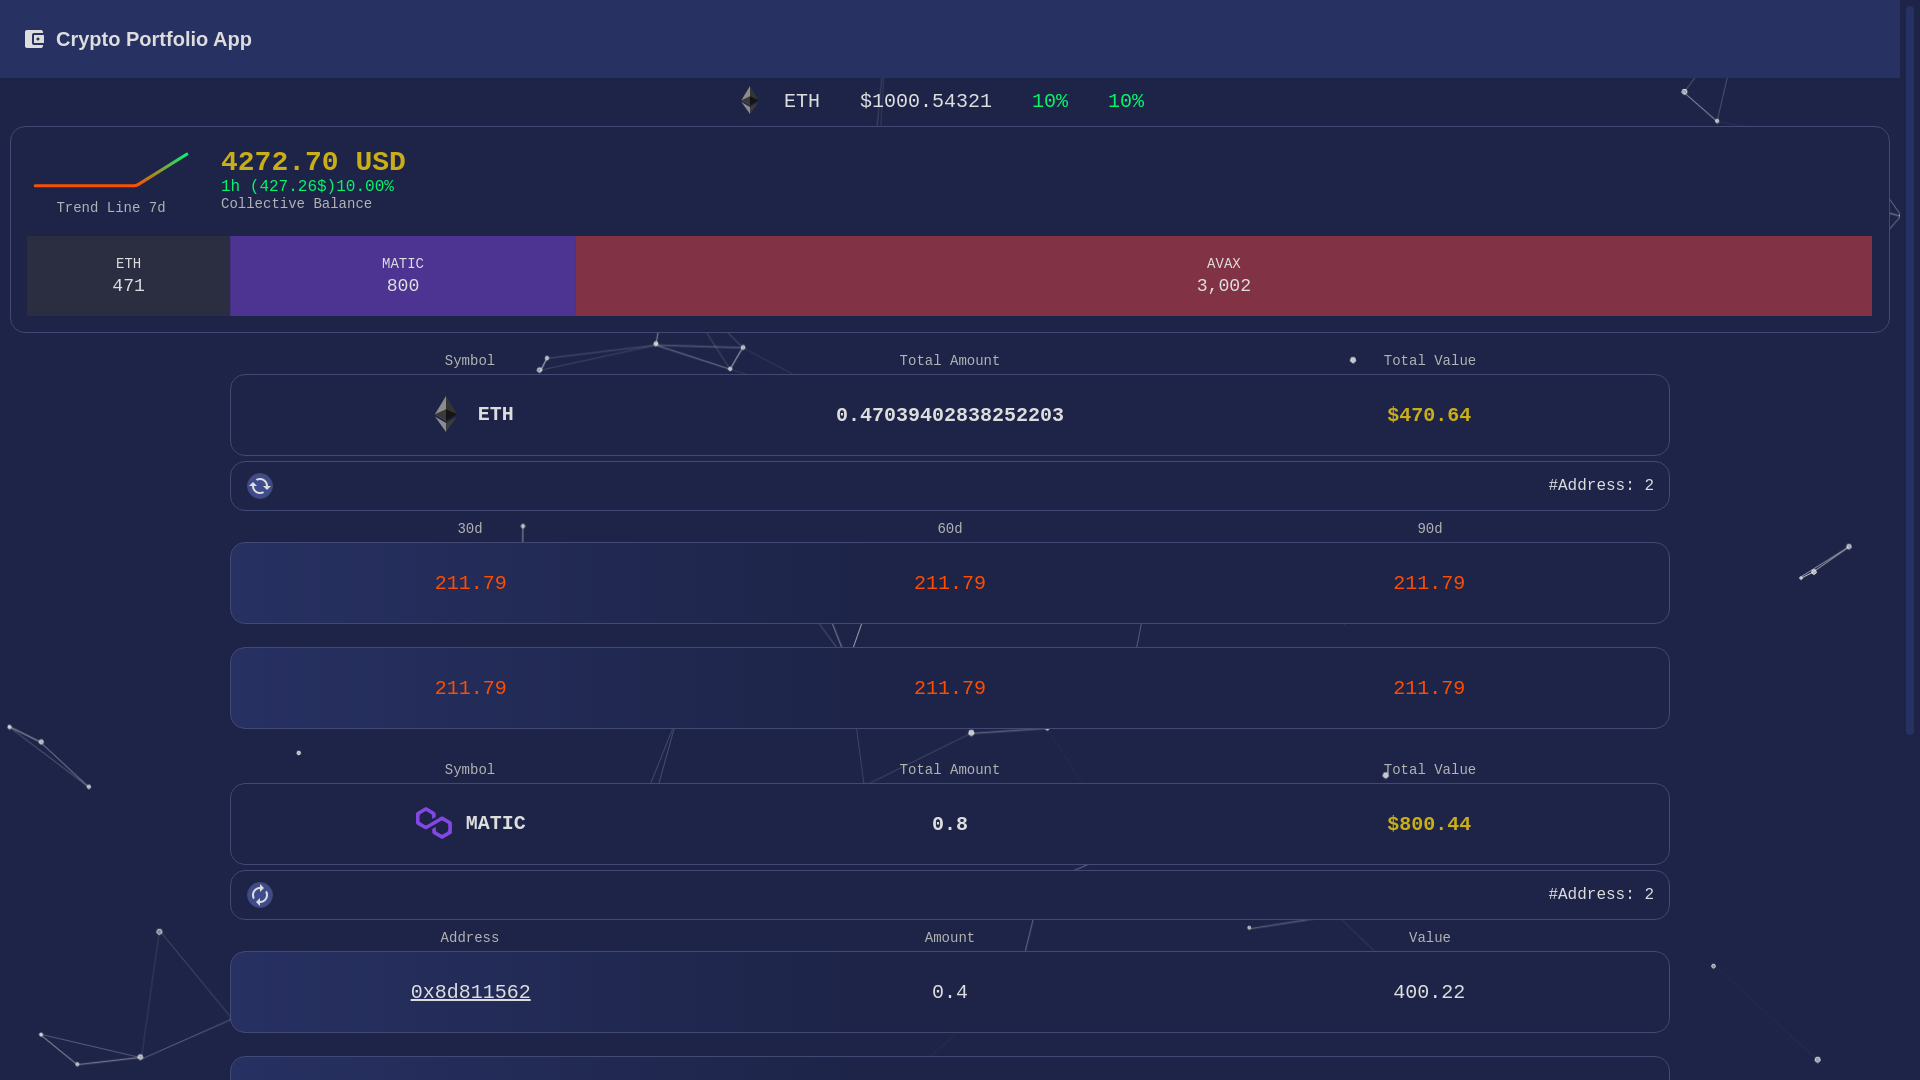 Crypto Portfolio App
ETH $1000.54321 10% 10%
4272.70 USD
1h (427.26$)10.00%
Collective Balance
Trend Line 7d
ETH
471
MATIC
800
AVAX
3,002
Symbol Total Amount Total Value
ETH 0.47039402838252203 $470.64
#Address: 2
30d 60d 90d
211.79 211.79 211.79
211.79 211.79 211.79
Symbol Total Amount Total Value
MATIC 0.8 $800.44
#Address: 2
Address Amount Value
0x8d811562 0.4 400.22